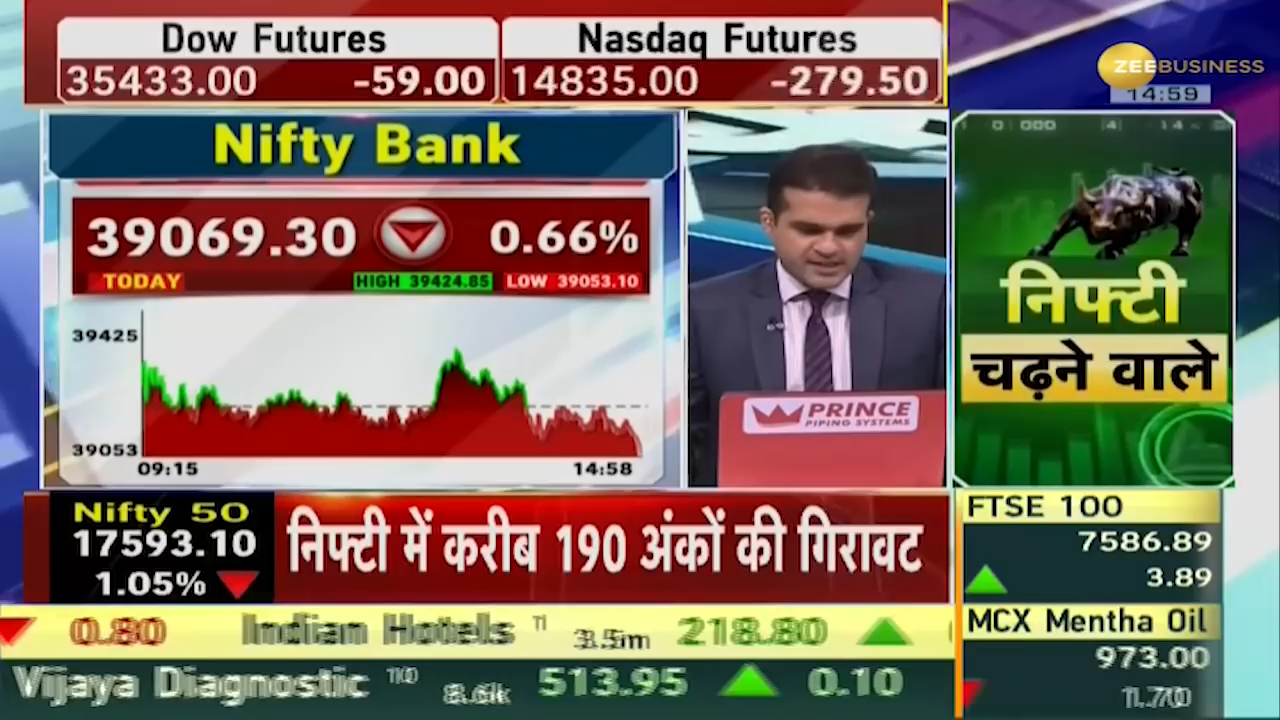 Dow Futures
35433.00 -59.00
Nasdaq Futures
14835.00 -279.50
ZEEBUSINESS
14:59
Nifty Bank
39069.30 0.66%
TODAY HIGH 39424.85 LOW 39053.10
39425
39053
09:15 14:58
PRINCE
PIPING SYSTEMS
निफ्टी
चढ़ने वाले
Nifty 50
17593.10
1.05%
निफ्टी में करीब 190 अंकों की गिरावट
FTSE 100
7586.89
3.89
MCX Mentha Oil
973.00
1.70
0.80 Indian Hotels 3.5m 218.80
Vijaya Diagnostic 8.6k 513.95 0.10